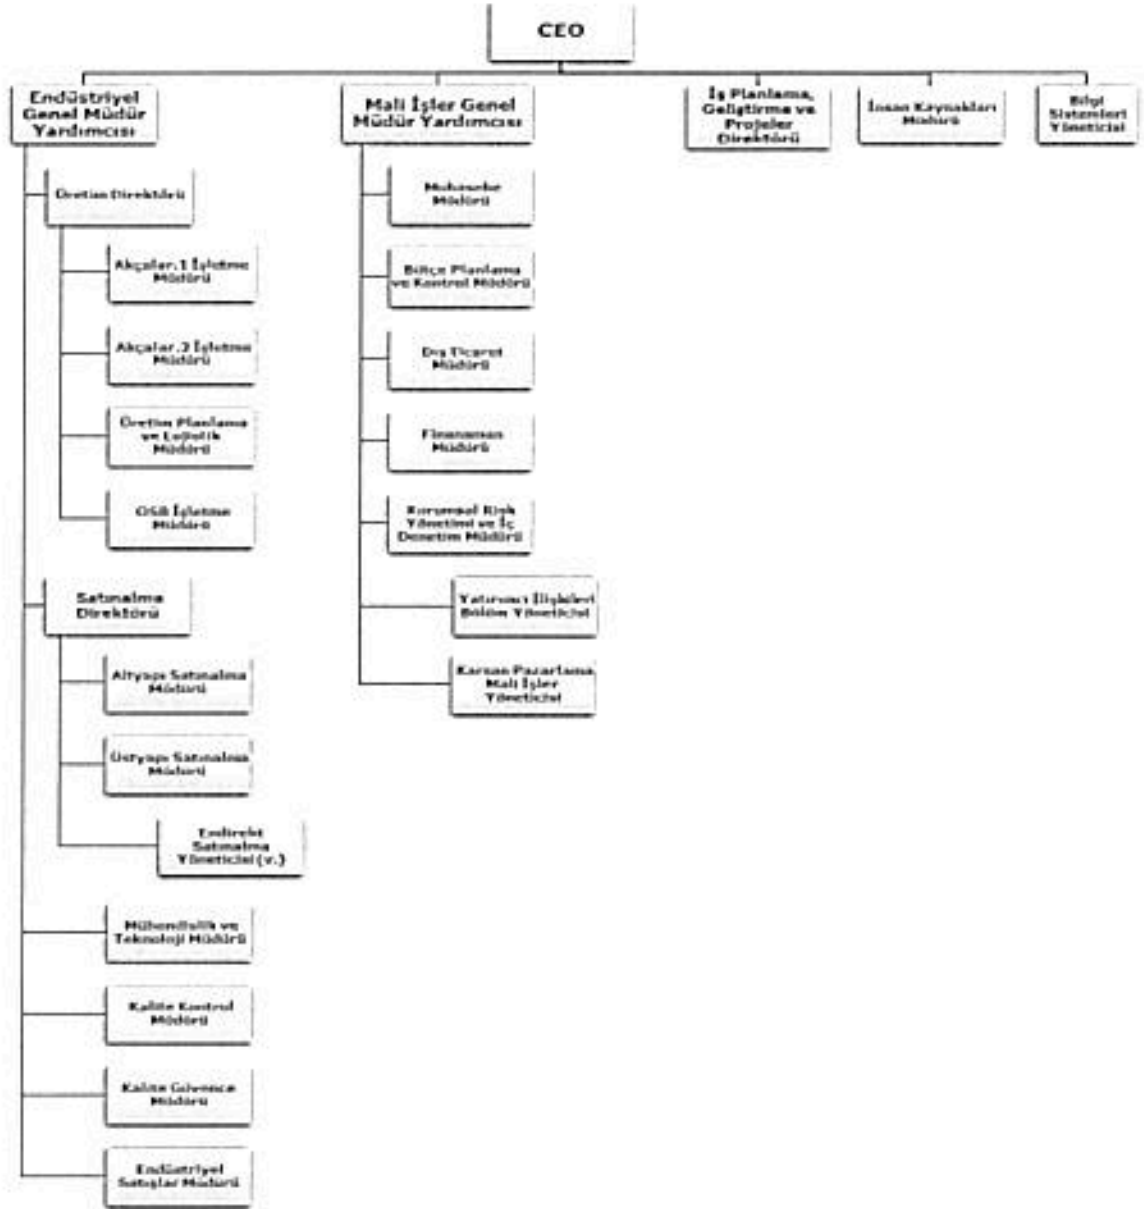 CEO
Endüstriyel
Genel Müdür
Yardımcısı
Mali İşler Genel
Müdür Yardımcısı
İş Planlama,
Geliştirme ve
Projeler
Direktörü
İnsan Kaynakları
Müdürü
Bilgi
Sistemleri
Yöneticisi
Üretim Direktörü
Akçalar.1 İşletme
Müdürü
Akçalar.2 İşletme
Müdürü
Üretim Planlama
ve Lojistik
Müdürü
OSB İşletme
Müdürü
Satınalma
Direktörü
Altyapı Satınalma
Müdürü
Üstyapı Satınalma
Müdürü
Endirekt
Satınalma
Yöneticisi (v.)
Mühendislik ve
Teknoloji Müdürü
Kalite Kontrol
Müdürü
Kalite Güvence
Müdürü
Endüstriyel
Satışlar Müdürü
Muhasebe
Müdürü
Bütçe Planlama
ve Kontrol Müdürü
Dış Ticaret
Müdürü
Finansman
Müdürü
Kurumsal Risk
Yönetimi ve İç
Denetim Müdürü
Yatırımcı İlişkileri
Bölüm Yöneticisi
Karsan Pazarlama
Mali İşler
Yöneticisi